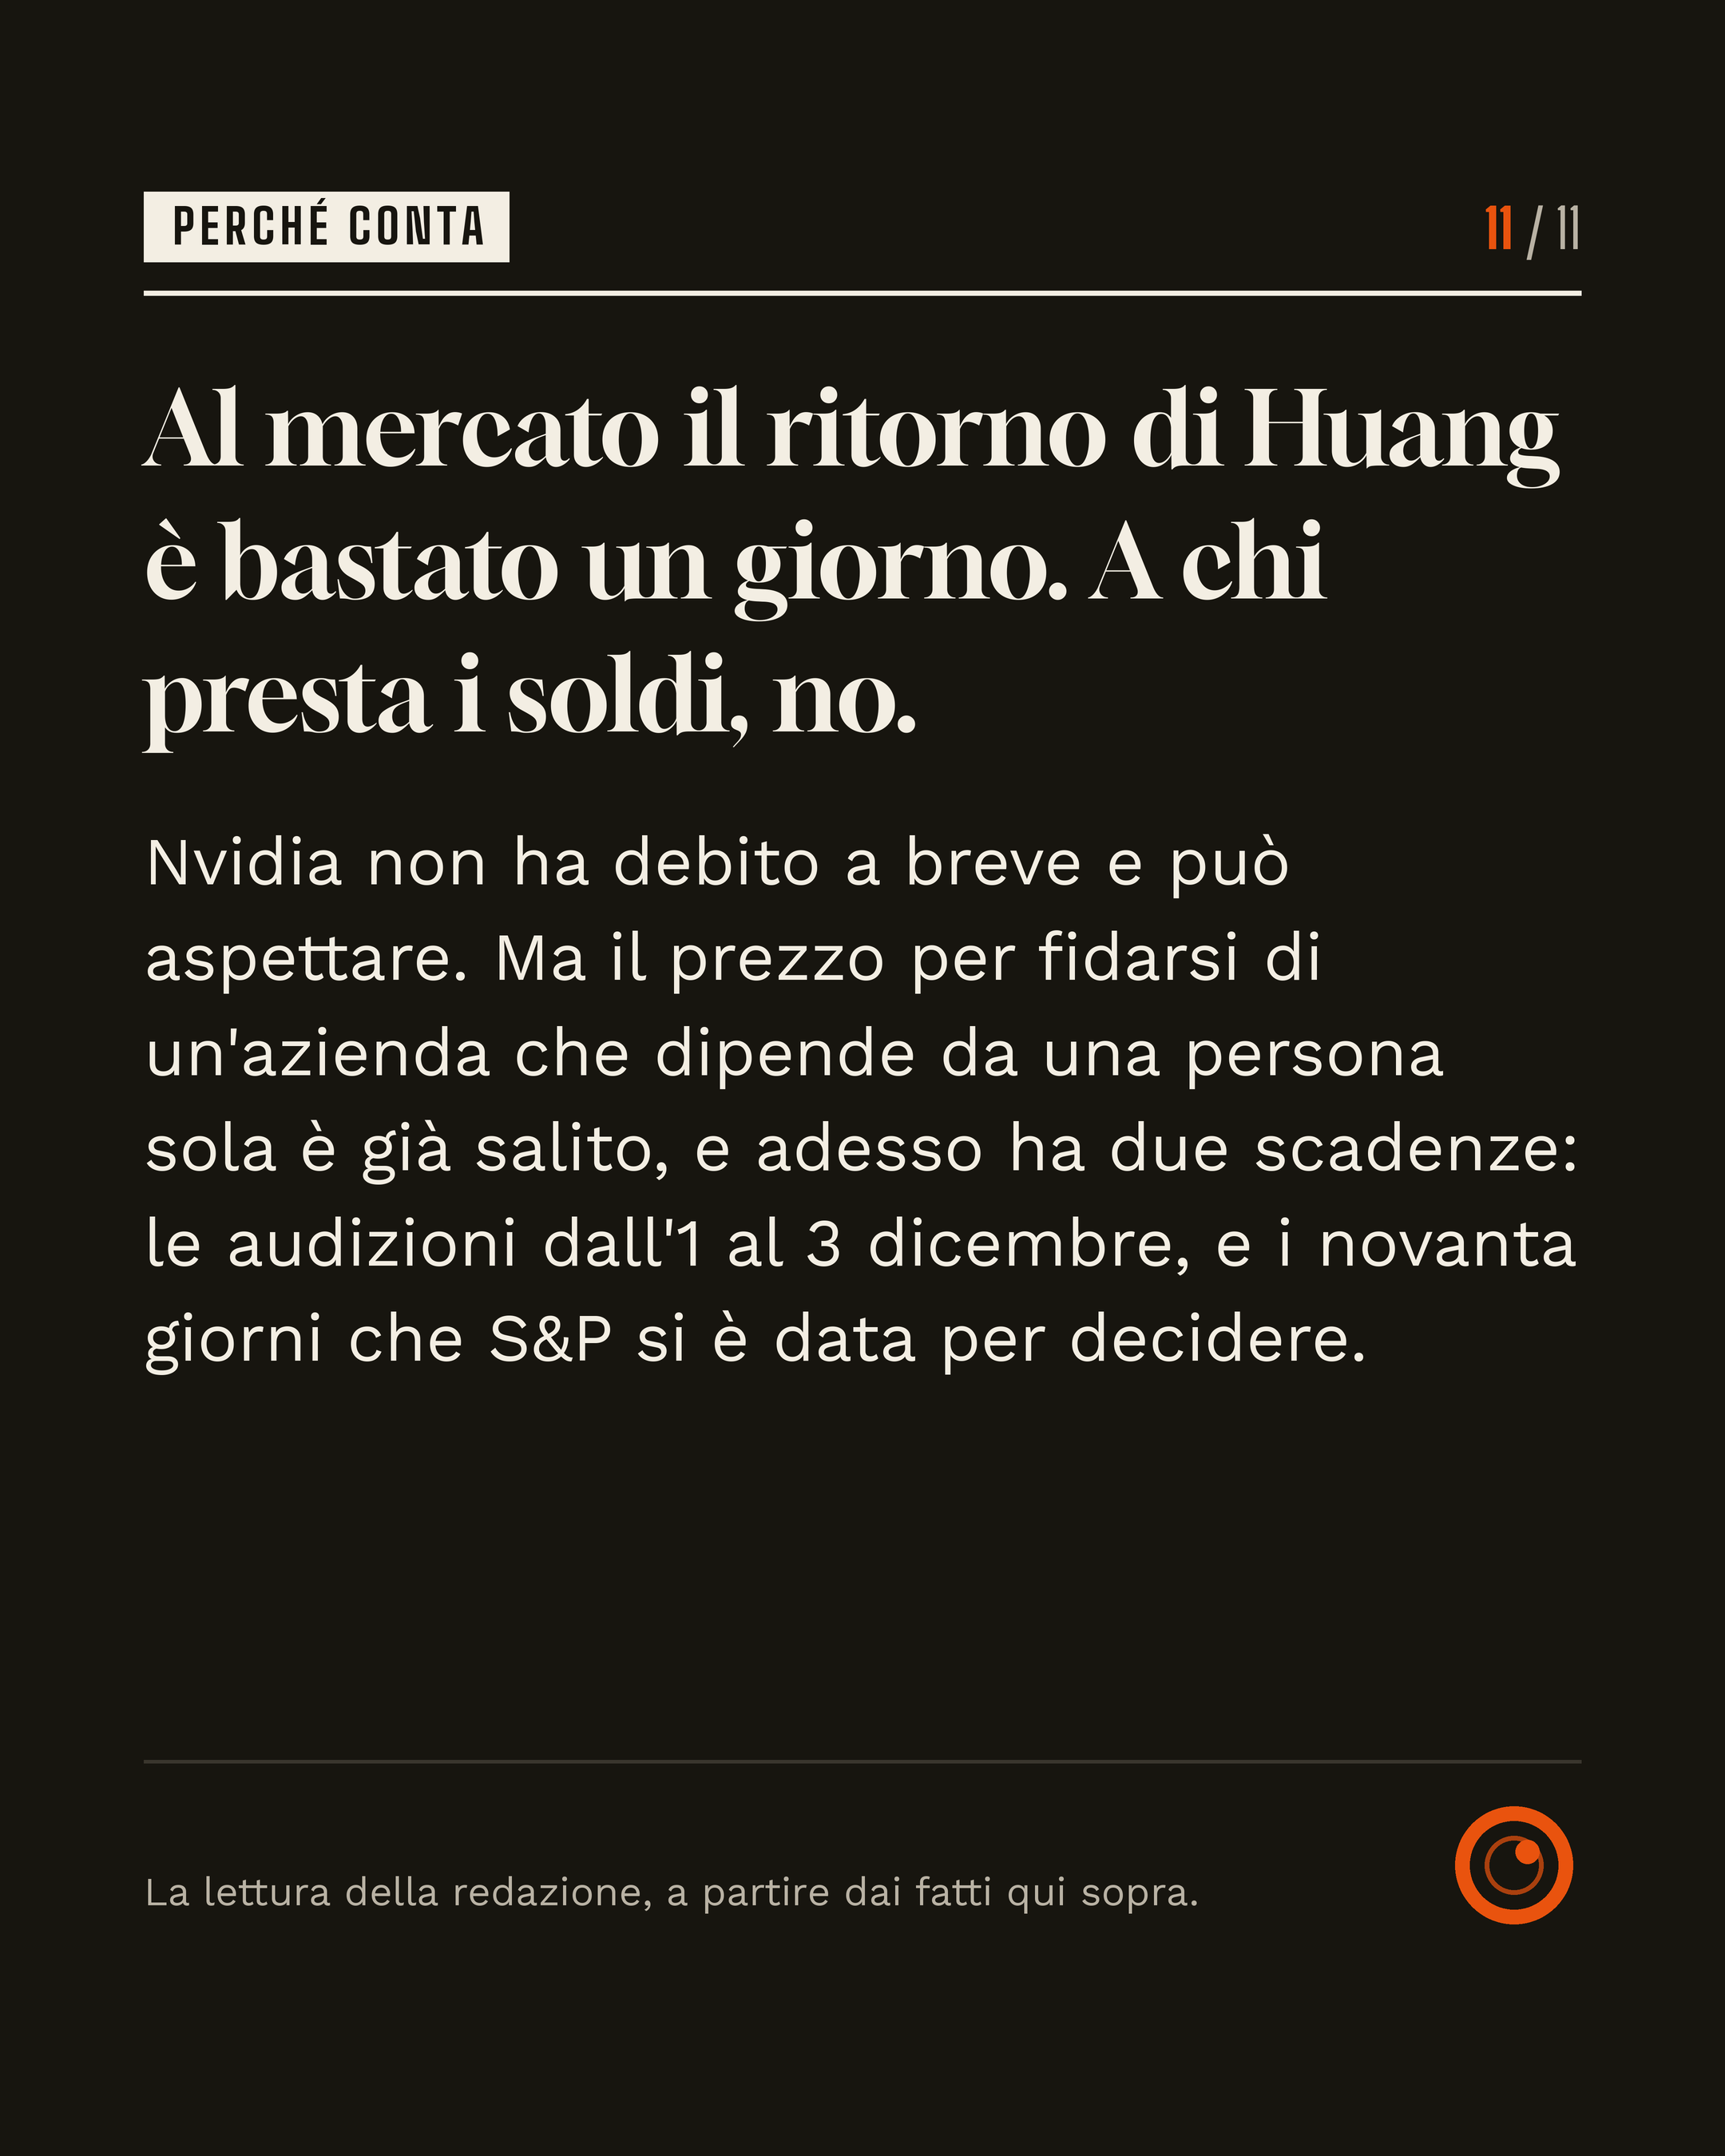 PERCHÉ CONTA
11 / 11
Al mercato il ritorno di Huang
è bastato un giorno. A chi
presta i soldi, no.
Nvidia non ha debito a breve e può
aspettare. Ma il prezzo per fidarsi di
un'azienda che dipende da una persona
sola è già salito, e adesso ha due scadenze:
le audizioni dall'1 al 3 dicembre, e i novanta
giorni che S&P si è data per decidere.
La lettura della redazione, a partire dai fatti qui sopra.